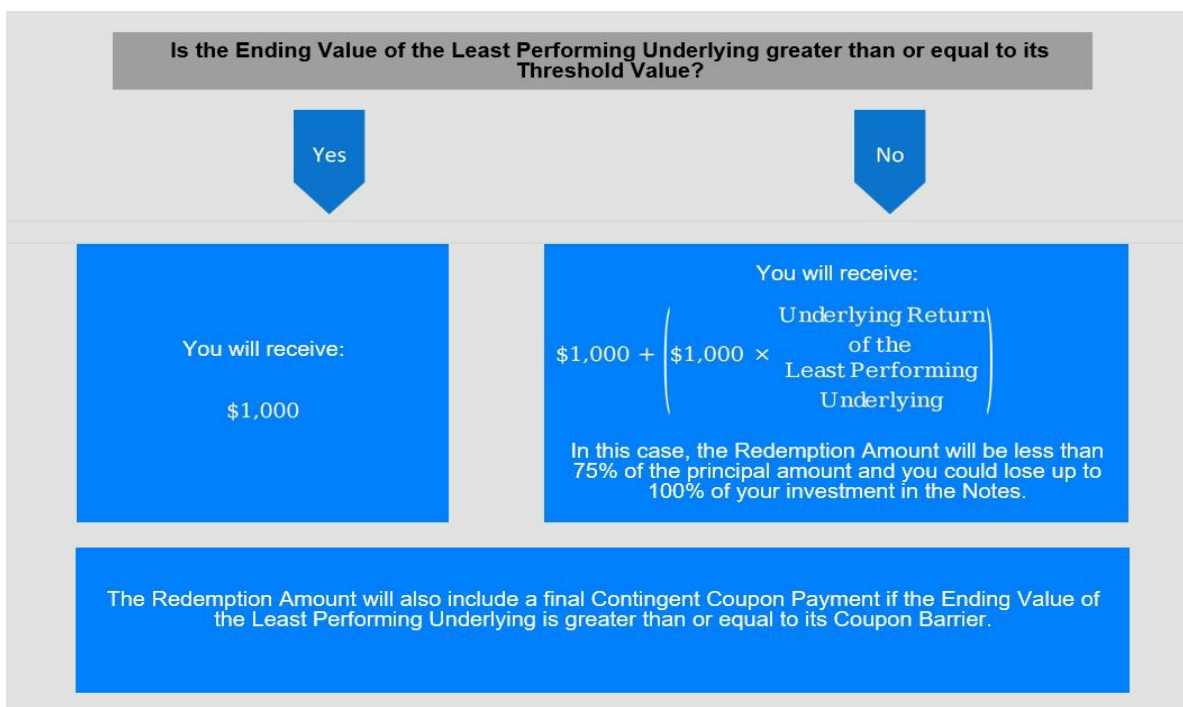 Is the Ending Value of the Least Performing Underlying greater than or equal to its
Threshold Value?
Yes
No
You will receive:
$1,000
You will receive:
$1,000 + ($1,000 × Underlying Return
of the
Least Performing
Underlying)
In this case, the Redemption Amount will be less than
75% of the principal amount and you could lose up to
100% of your investment in the Notes.
The Redemption Amount will also include a final Contingent Coupon Payment if the Ending Value of
the Least Performing Underlying is greater than or equal to its Coupon Barrier.